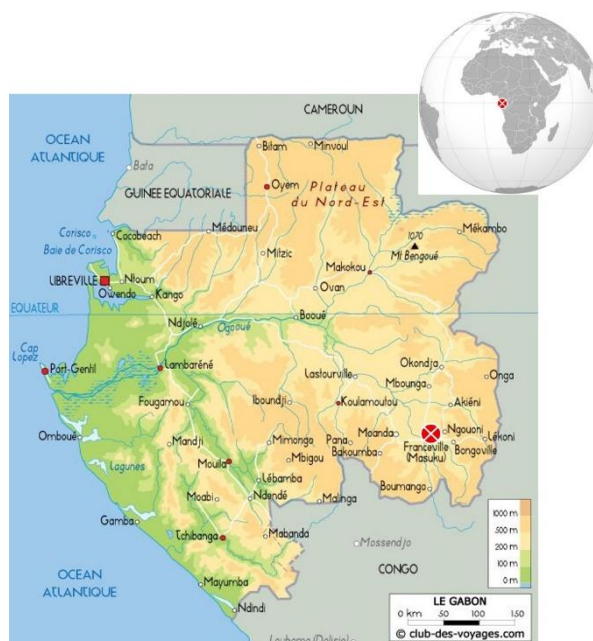 CAMEROUN
OCEAN
ATLANTIQUE
Bitam
Minvoul
Bata
Oyem
Plateau
du Nord-Est
GUINEE EQUATORIALE
Corisco
Cocobeach
Médouneu
Baie de Corisco
Mitzic
1070
Mt Bengoué
Mékambo
Makokou
LIBREVILLE
Ntoum
Owendo
Kango
Ovan
EQUATEUR
Ndjolé
Ogooué
Booué
Cap
Lopez
Port-Gentil
Lambaréné
Okondja
Lastourville
Mbounga
Onga
Fougamou
Iboundji
Koulamoutou
Akiéni
Omboué
Mandji
Mimongo
Pana
Moanda
Ngouoni
Lékoni
Bakoumba
Franceville
(Masuku)
Bongoville
Lagunes
Mouila
Mbigou
Lébamba
Moabi
Ndendé
Malinga
Boumango
Gamba
Tchibanga
Mabanda
Mossendjo
1000 m
500 m
200 m
100 m
0 m
CONGO
OCEAN
ATLANTIQUE
Mayumba
Ndindi
LE GABON
0 km 50 100 150
© club-des-voyages.com